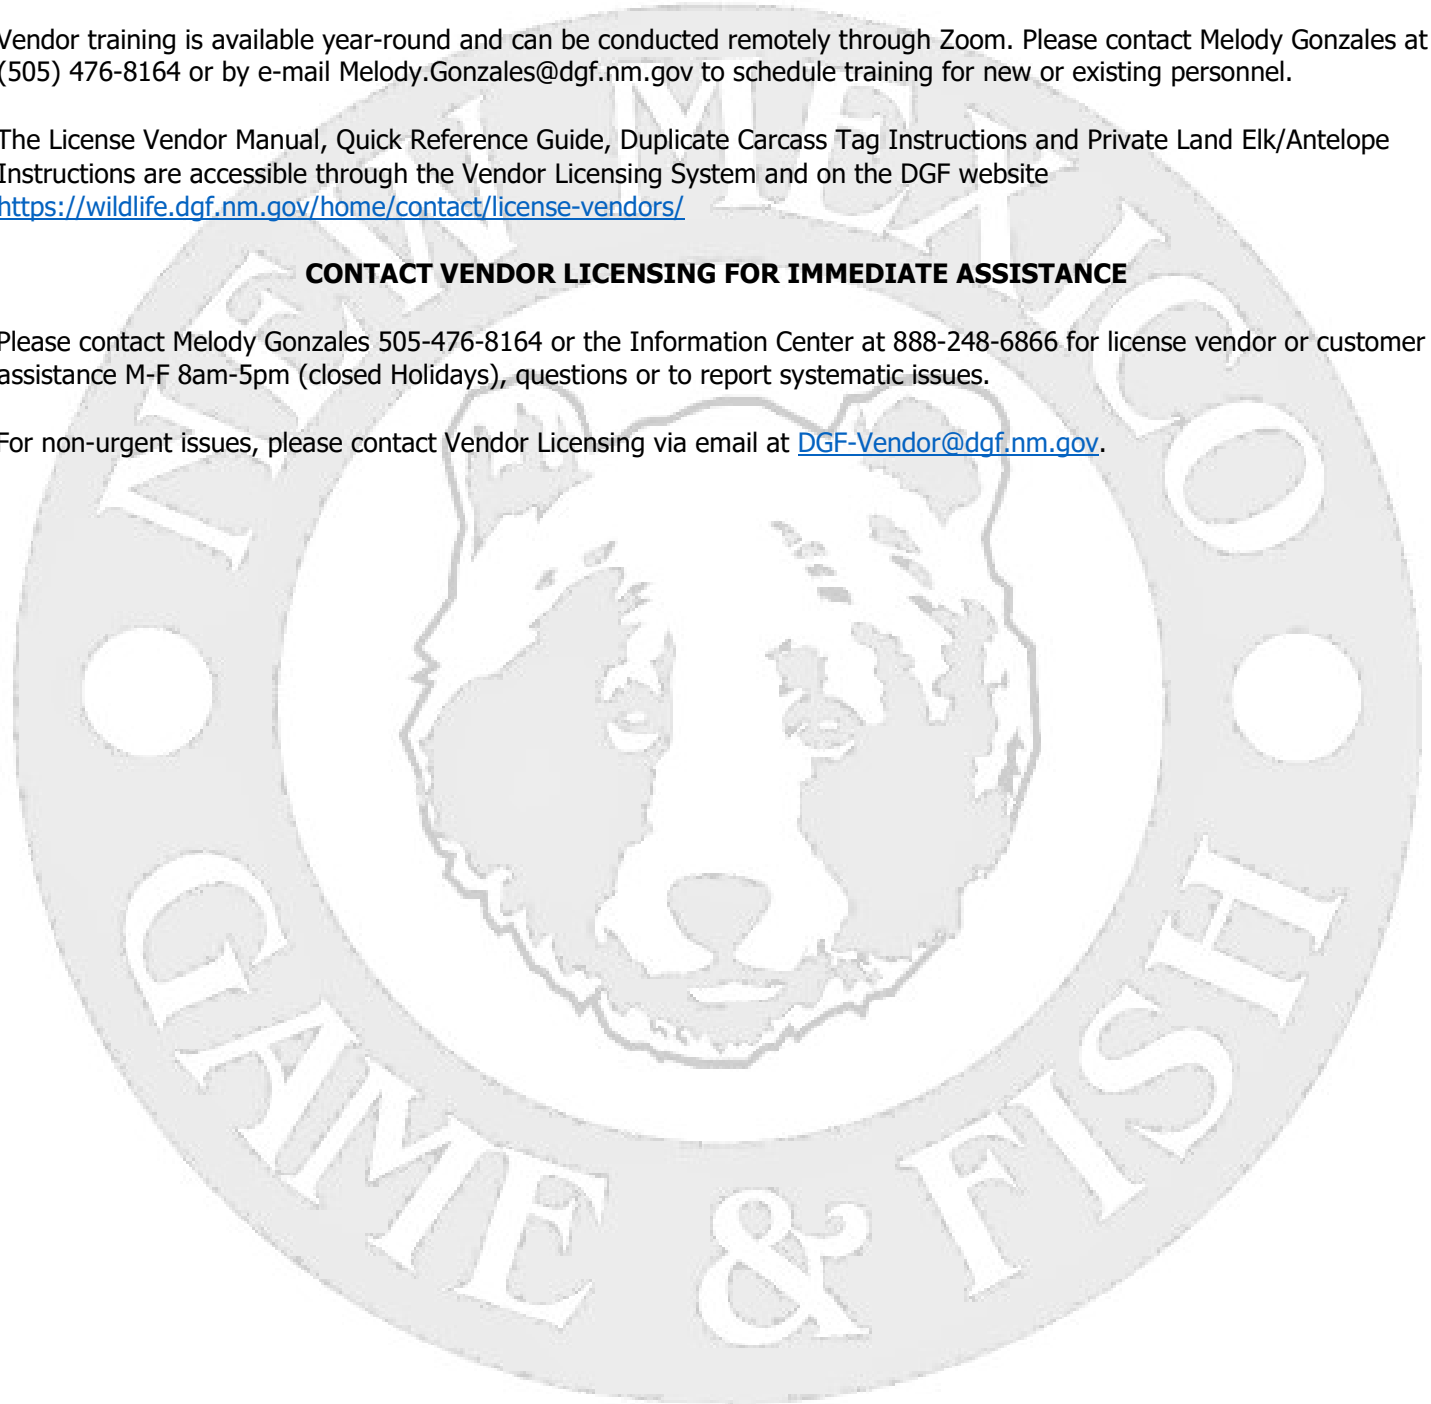 Vendor training is available year-round and can be conducted remotely through Zoom. Please contact Melody Gonzales at
(505) 476-8164 or by e-mail Melody.Gonzales@dgf.nm.gov to schedule training for new or existing personnel.
The License Vendor Manual, Quick Reference Guide, Duplicate Carcass Tag Instructions and Private Land Elk/Antelope
Instructions are accessible through the Vendor Licensing System and on the DGF website
https://wildlife.dgf.nm.gov/home/contact/license-vendors/
CONTACT VENDOR LICENSING FOR IMMEDIATE ASSISTANCE
Please contact Melody Gonzales 505-476-8164 or the Information Center at 888-248-6866 for license vendor or customer
assistance M-F 8am-5pm (closed Holidays), questions or to report systematic issues.
For non-urgent issues, please contact Vendor Licensing via email at DGF-Vendor@dgf.nm.gov.
NEW MEXICO
GAME & FISH